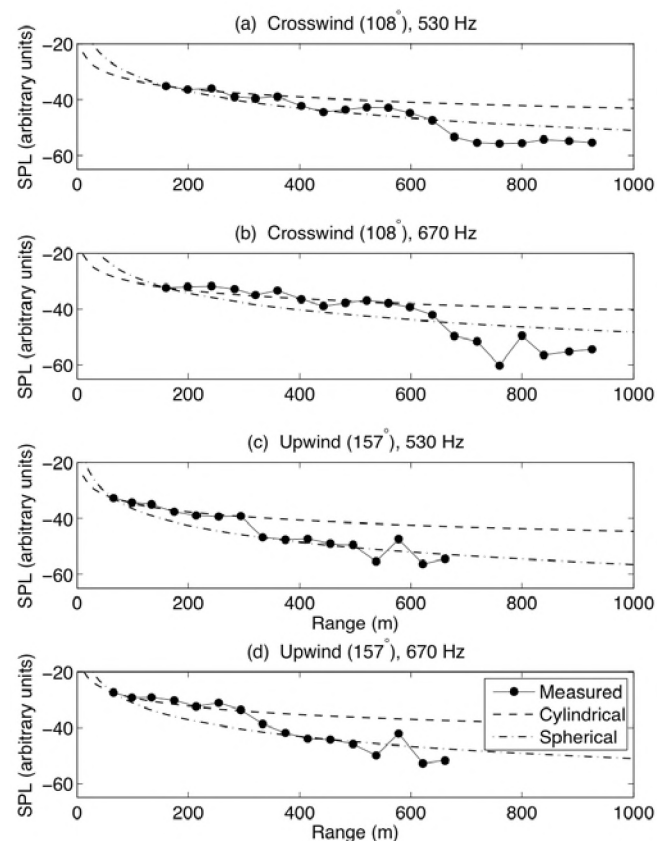 (a) Crosswind (108°), 530 Hz
SPL (arbitrary units)
−20
−40
−60
0
200
400
600
800
1000
(b) Crosswind (108°), 670 Hz
SPL (arbitrary units)
−20
−40
−60
0
200
400
600
800
1000
(c) Upwind (157°), 530 Hz
SPL (arbitrary units)
−20
−40
−60
0
200
400
600
800
1000
Range (m)
(d) Upwind (157°), 670 Hz
SPL (arbitrary units)
−20
−40
−60
Measured
Cylindrical
Spherical
0
200
400
600
800
1000
Range (m)